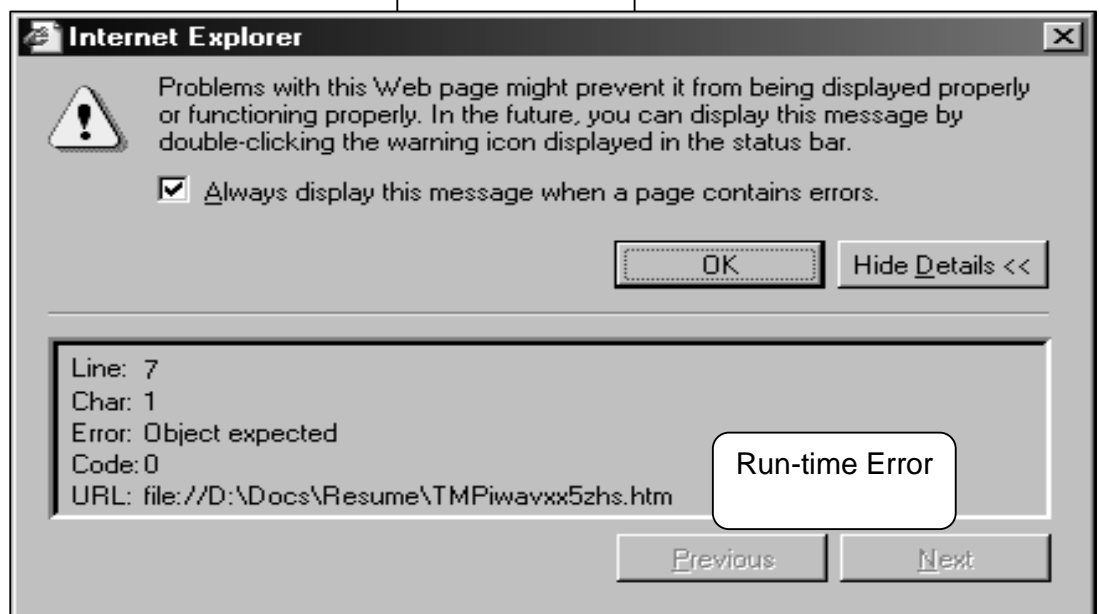 Internet Explorer
Problems with this Web page might prevent it from being displayed properly
or functioning properly. In the future, you can display this message by
double-clicking the warning icon displayed in the status bar.
Always display this message when a page contains errors.
OK
Hide Details <<
Line: 7
Char: 1
Error: Object expected
Code: 0
URL: file://D:\Docs\Resume\TMPiwavxx5zhs.htm
Run-time Error
Previous
Next